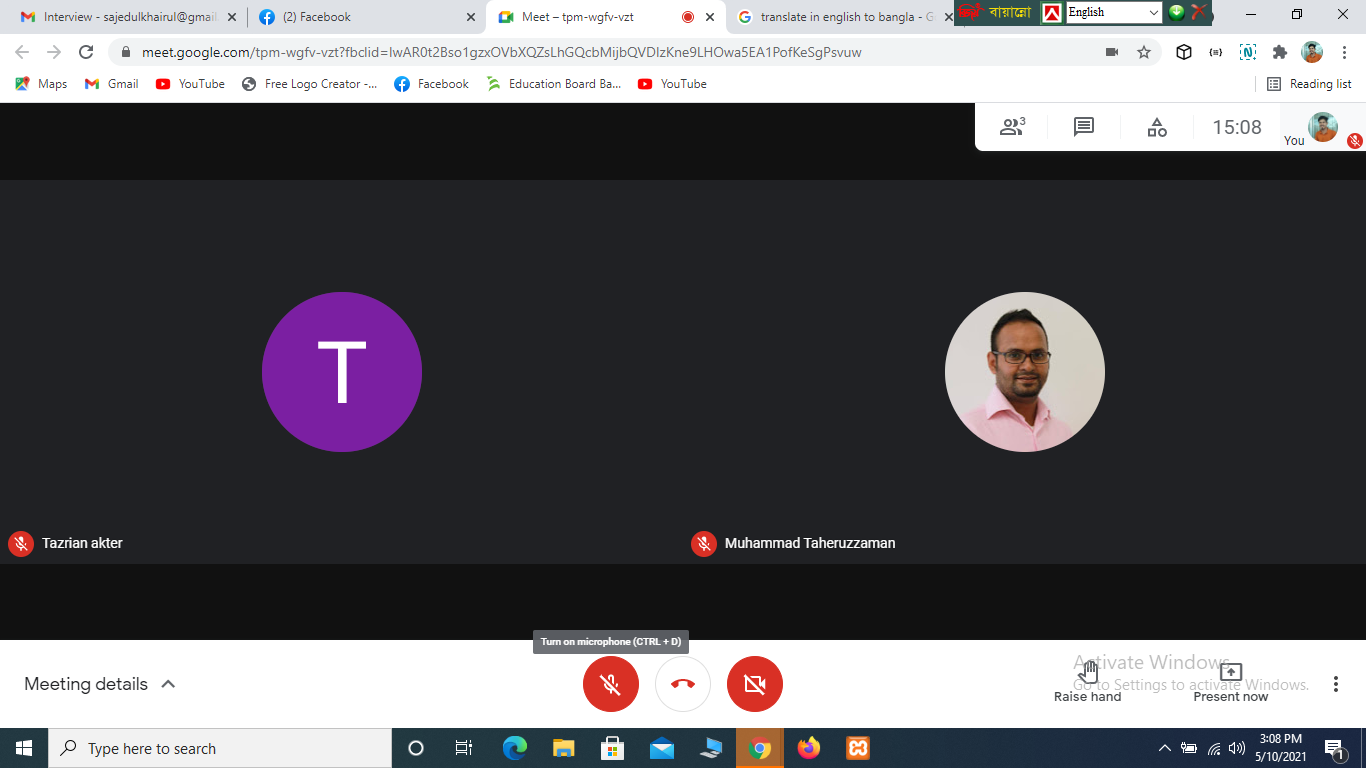 Interview - sajedulkhairul@gmail
(2) Facebook
Meet – tpm-wgfv-vzt
translate in english to bangla - G
বায়ান্নো
English
meet.google.com/tpm-wgfv-vzt?fbclid=IwAR0t2Bso1gzxOVbXQZsLhGQcbMijbQVDIzKne9LHOwa5EA1PofKeSgPsvuw
Maps
Gmail
YouTube
Free Logo Creator -...
Facebook
Education Board Ba...
YouTube
Reading list
3
15:08
You
T
Tazrian akter
Muhammad Taheruzzaman
Turn on microphone (CTRL + D)
Meeting details
Activate Windows
Go to Settings to activate Windows.
Raise hand
Present now
Type here to search
3:08 PM
5/10/2021
1